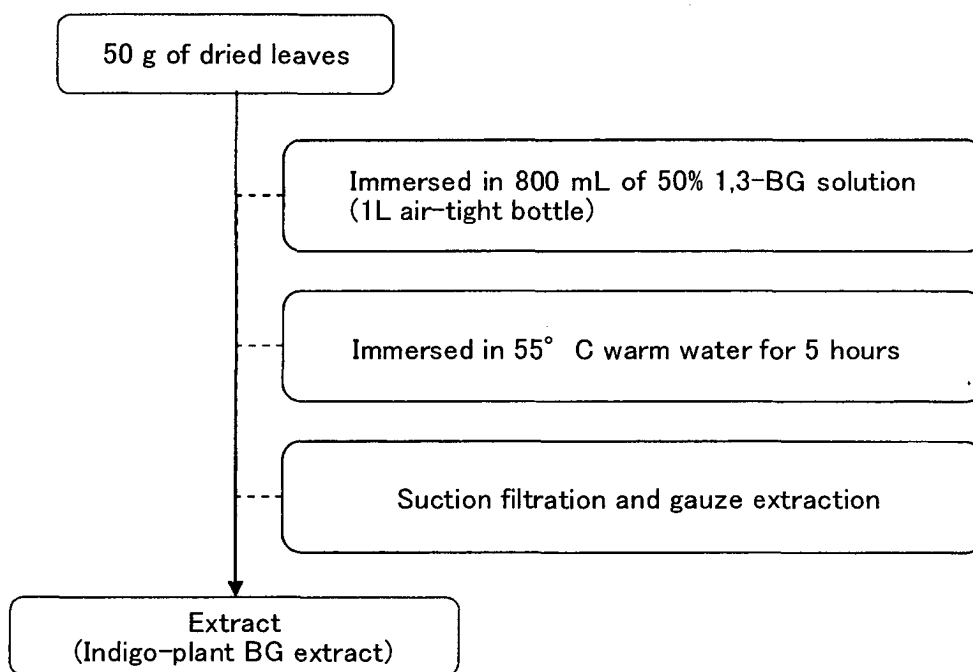 50 g of dried leaves
Immersed in 800 mL of 50% 1,3-BG solution
(1L air-tight bottle)
Immersed in 55° C warm water for 5 hours
Suction filtration and gauze extraction
Extract
(Indigo-plant BG extract)